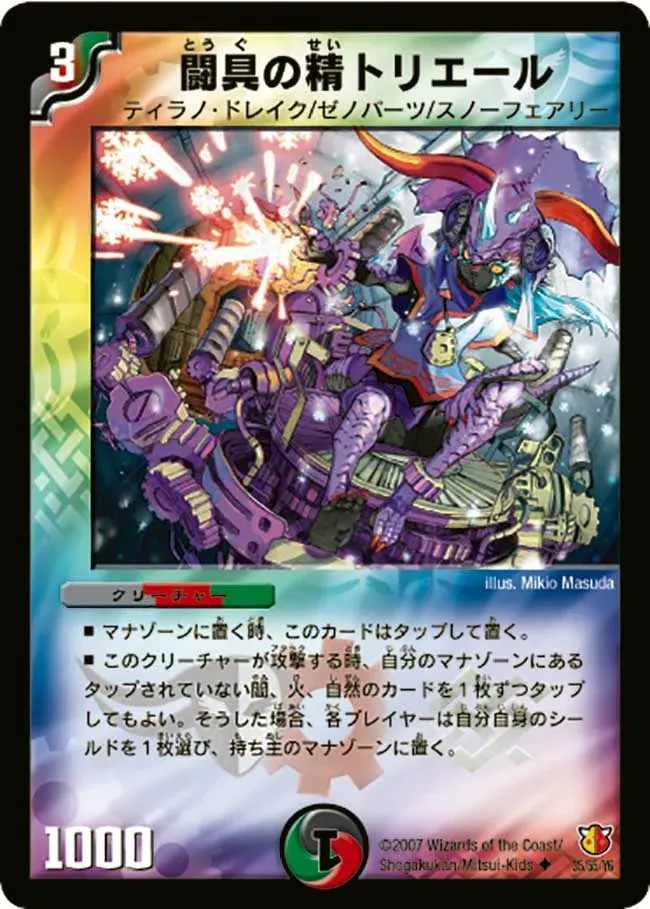 3
とうぐ せい
闘具の精トリエール
ティラノ・ドレイク/ゼノパーツ/スノーフェアリー
illus. Mikio Masuda
クリーチャー
■ マナゾーンに置く時、このカードはタップして置く。
■ このクリーチャーが攻撃する時、自分のマナゾーンにある
タップされていない闇、火、自然のカードを1枚ずつタップ
してもよい。そうした場合、各プレイヤーは自分自身のシー
ルドを1枚選び、持ち主のマナゾーンに置く。
1000
1
©2007 Wizards of the Coast/
Shogakukan/Mitsui-Kids ◆
35/55/Y6